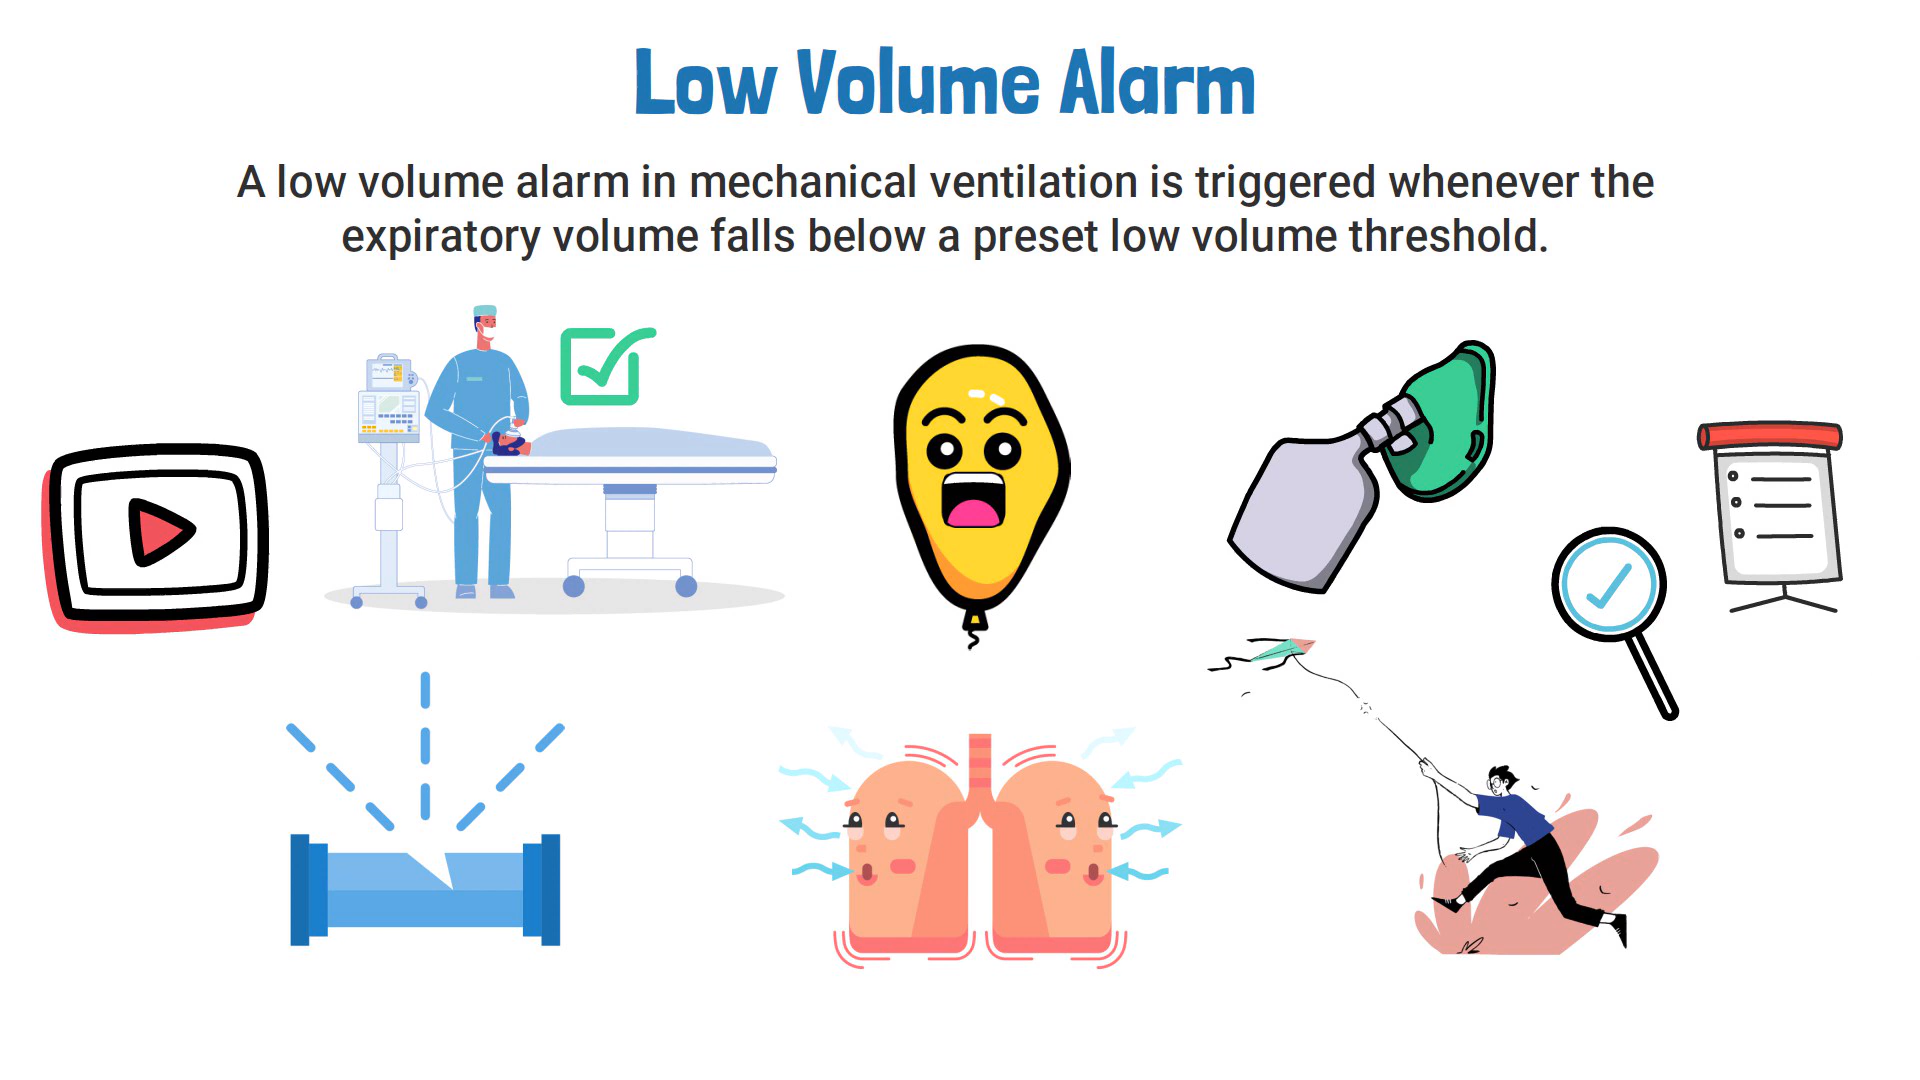 Low Volume Alarm
A low volume alarm in mechanical ventilation is triggered whenever the
expiratory volume falls below a preset low volume threshold.